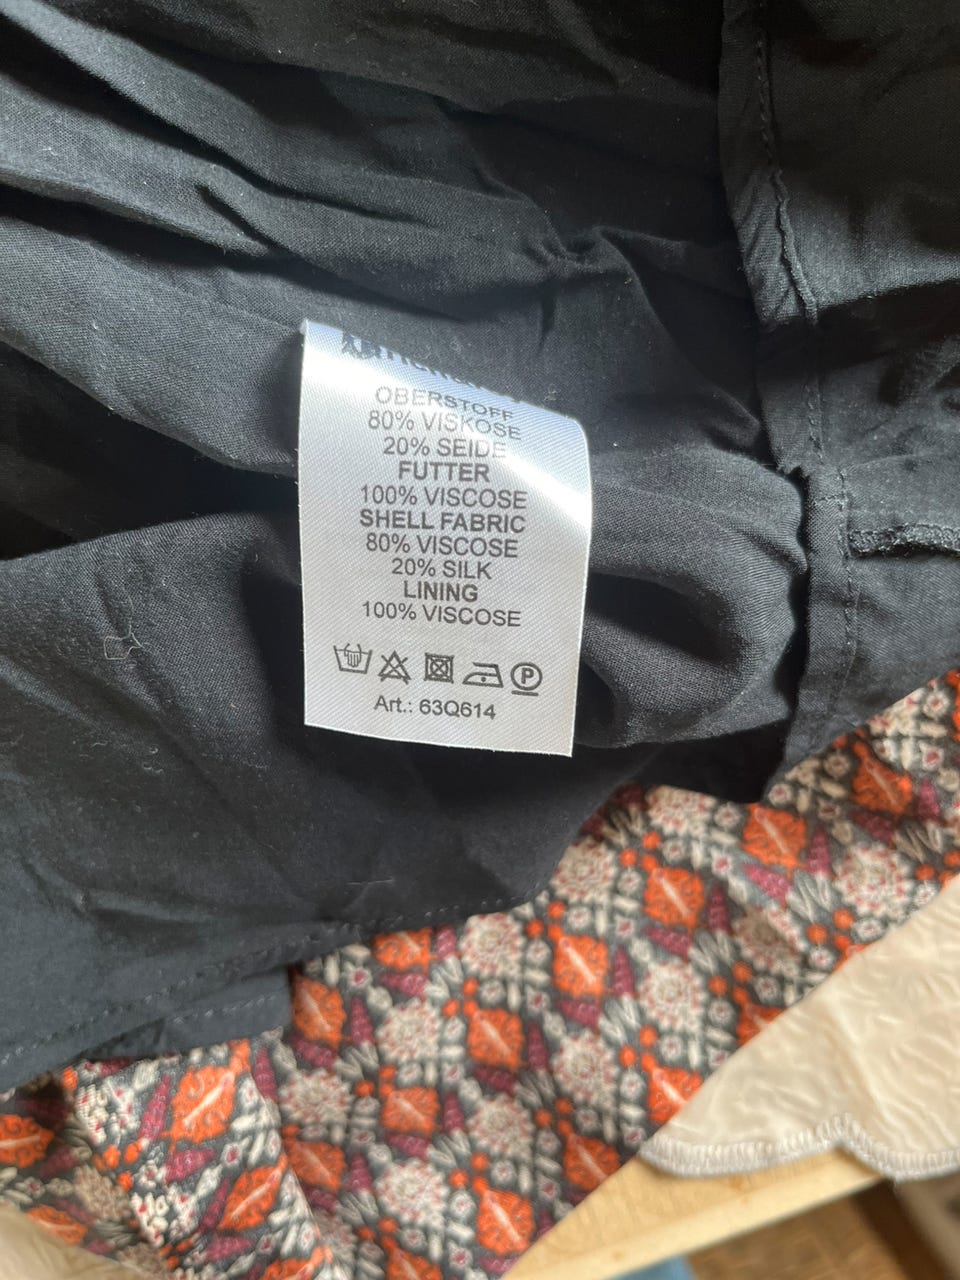 OBERSTOFF
80% VISKOSE
20% SEIDE
FUTTER
100% VISCOSE
SHELL FABRIC
80% VISCOSE
20% SILK
LINING
100% VISCOSE
P
Art.: 63Q614